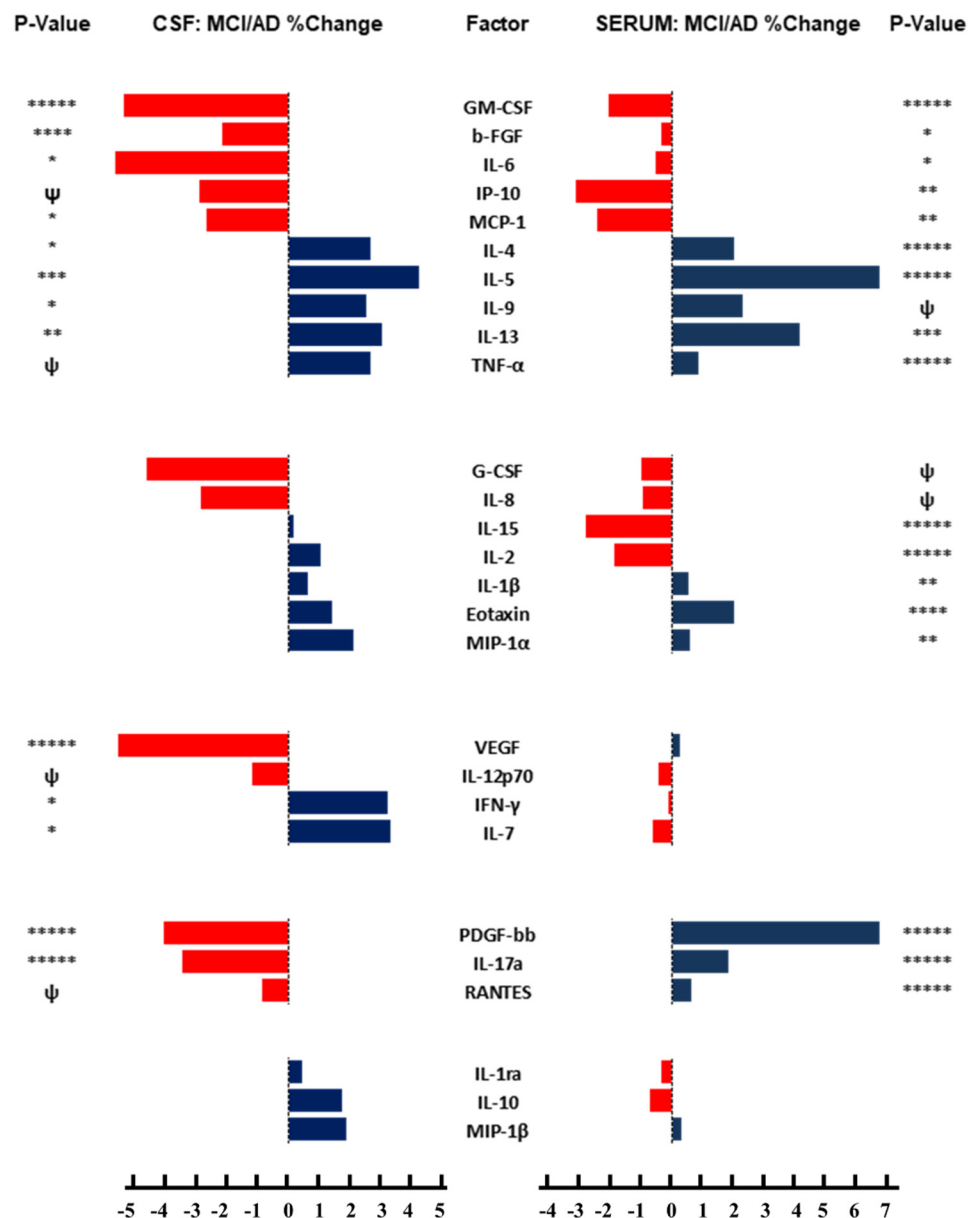 P-Value CSF: MCI/AD %Change Factor SERUM: MCI/AD %Change P-Value
***** GM-CSF *****
**** b-FGF *
* IL-6 *
Ψ IP-10 **
* MCP-1 **
* IL-4 *****
*** IL-5 *****
* IL-9 ψ
** IL-13 ***
ψ TNF-α *****
G-CSF ψ
IL-8 ψ
IL-15 *****
IL-2 *****
IL-1β **
Eotaxin ****
MIP-1α **
***** VEGF
ψ IL-12p70
* IFN-γ
* IL-7
***** PDGF-bb *****
***** IL-17a *****
ψ RANTES *****
IL-1ra
IL-10
MIP-1β
-5 -4 -3 -2 -1 0 1 2 3 4 5 -4 -3 -2 -1 0 1 2 3 4 5 6 7